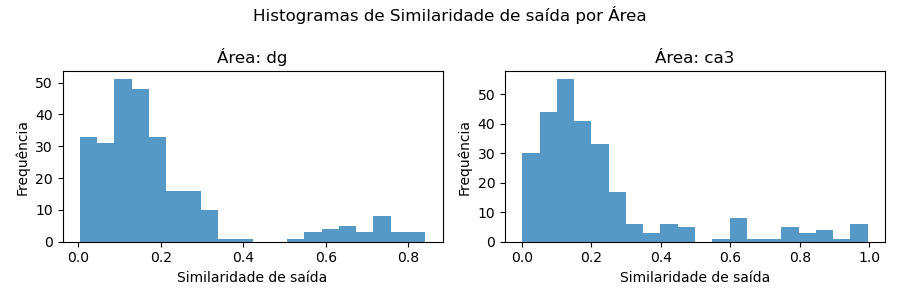 Histogramas de Similaridade de saída por Área
Área: dg
50
40
30
20
10
0
Frequência
0.0 0.2 0.4 0.6 0.8
Similaridade de saída
Área: ca3
50
40
30
20
10
0
Frequência
0.0 0.2 0.4 0.6 0.8 1.0
Similaridade de saída